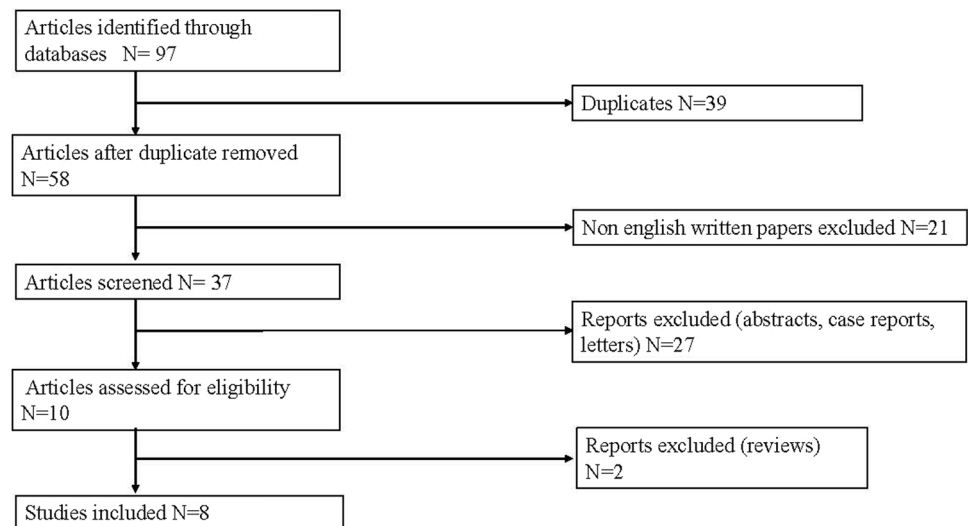 Articles identified through
databases N= 97
Duplicates N=39
Articles after duplicate removed
N=58
Non english written papers excluded N=21
Articles screened N= 37
Reports excluded (abstracts, case reports,
letters) N=27
Articles assessed for eligibility
N=10
Reports excluded (reviews)
N=2
Studies included N=8